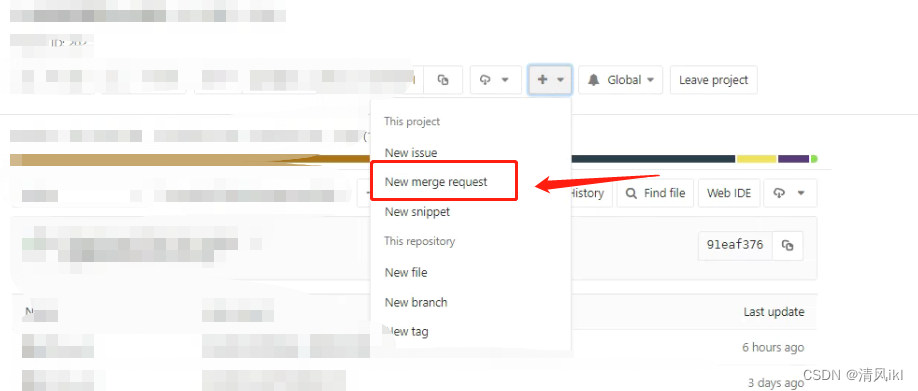 ID: 202
Global
Leave project
This project
New issue
New merge request
New snippet
This repository
New file
New branch
New tag
History
Find file
Web IDE
91eaf376
Last update
6 hours ago
3 days ago
CSDN @清风ikl